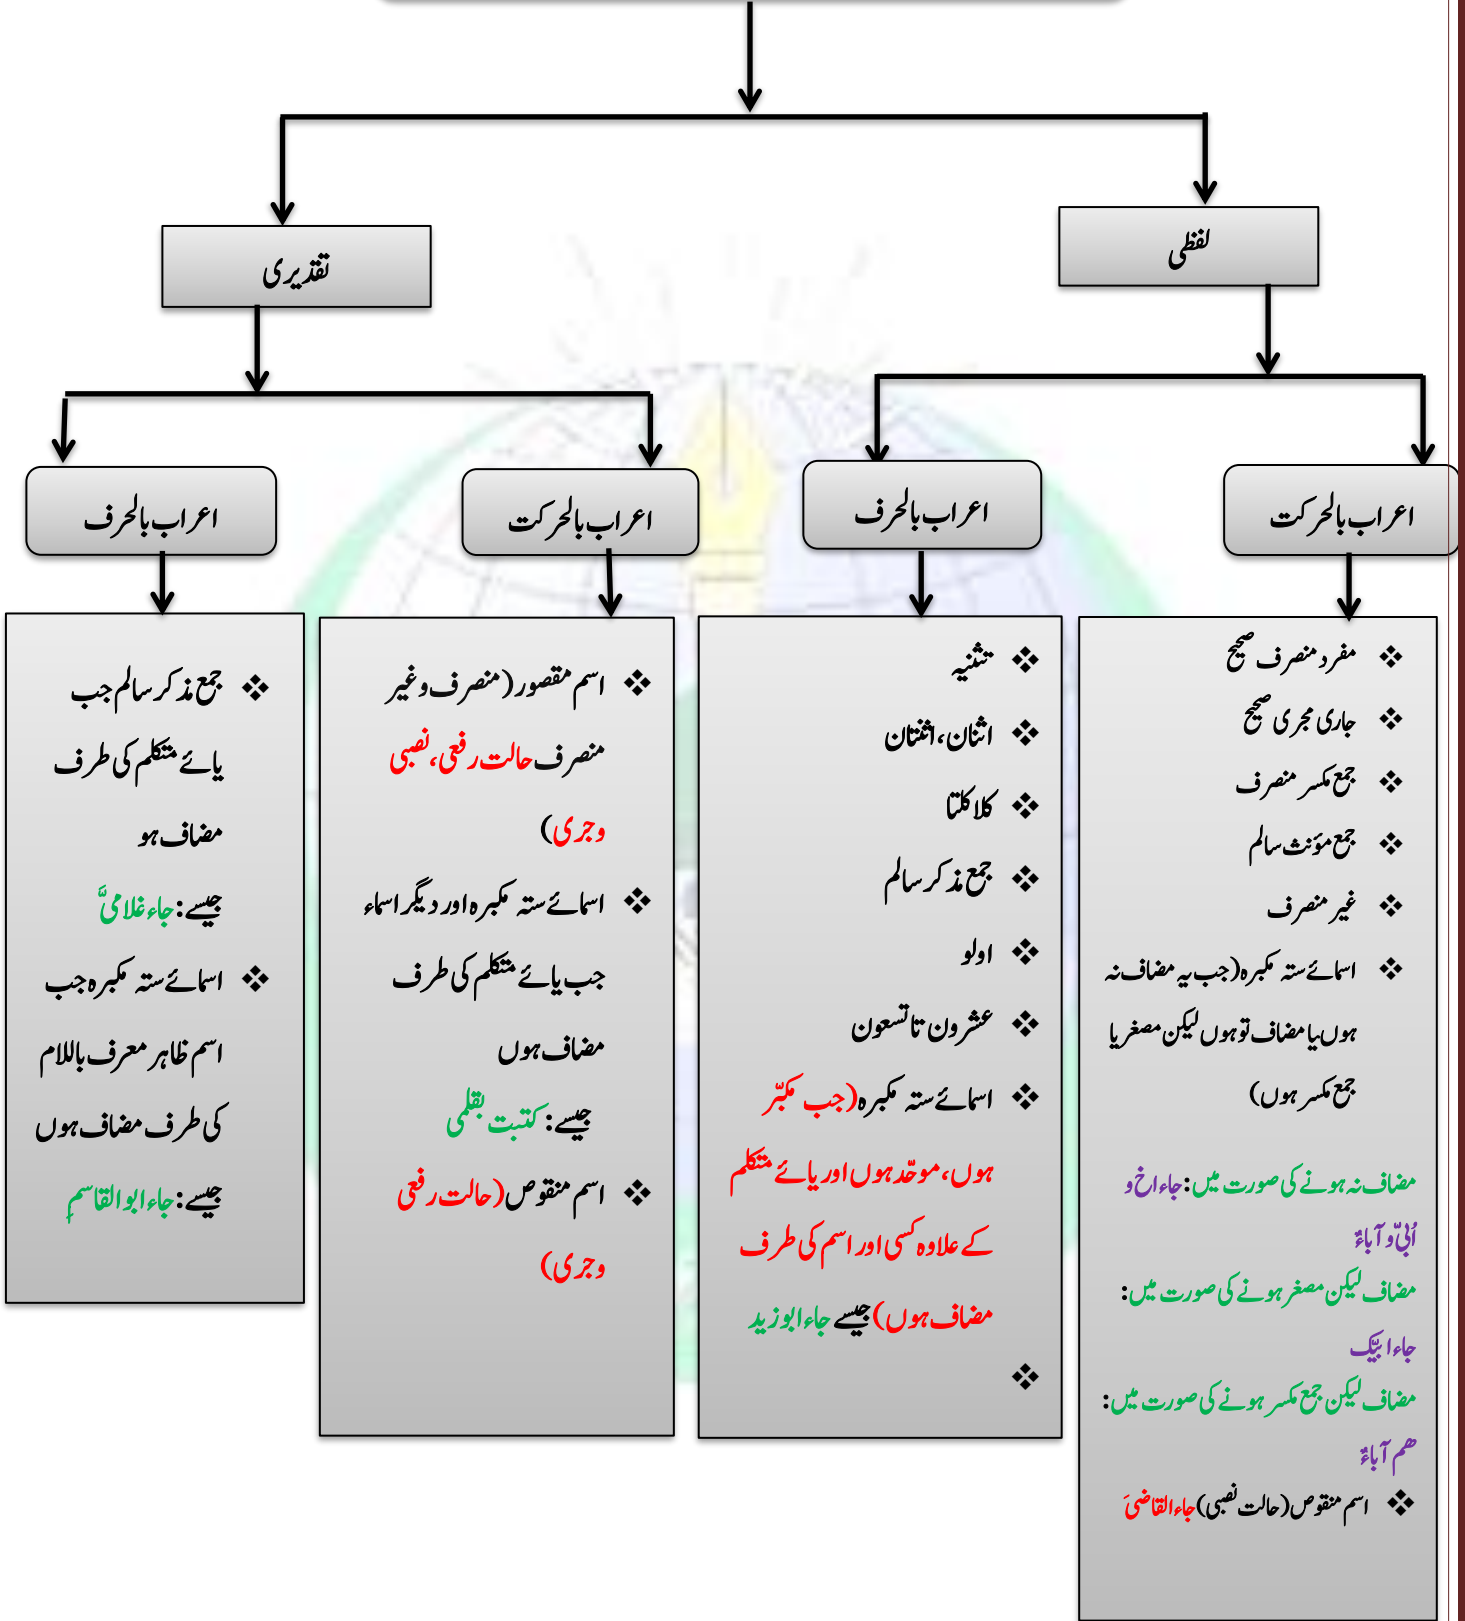 لفظی
تقدیری
اعراب بالحرکت
اعراب بالحرف
اعراب بالحرکت
اعراب بالحرف
❖ مفرد منصرف صحیح
❖ جاری مجری صحیح
❖ جمع مکسر منصرف
❖ جمع مؤنث سالم
❖ غیر منصرف
❖ اسمائے ستہ مکبرہ (جب یہ مضاف نہ
ہوں یا مضاف تو ہوں لیکن مصغر یا
جمع مکسر ہوں)
مضاف نہ ہونے کی صورت میں: جاء اخ و
اُبیّ و آباءٌ
مضاف لیکن مصغر ہونے کی صورت میں:
جاء ابیّک
مضاف لیکن جمع مکسر ہونے کی صورت میں:
ھم آباءٌ
❖ اسم منقوص (حالت نصبی) جاء القاضیَ
❖ تثنیہ
❖ اثنان، اثنتان
❖ کلا کلتا
❖ جمع مذکر سالم
❖ اولو
❖ عشرون تا تسعون
❖ اسمائے ستہ مکبرہ (جب مکبّر
ہوں، موحّد ہوں اور یائے متکلم
کے علاوہ کسی اور اسم کی طرف
مضاف ہوں) جیسے جاء ابو زید
❖
❖ اسم مقصور (منصرف و غیر
منصرف حالت رفعی، نصبی
وجری)
❖ اسمائے ستہ مکبرہ اور دیگر اسماء
جب یائے متکلم کی طرف
مضاف ہوں
جیسے: کتبت بقلمی
❖ اسم منقوص (حالت رفعی
وجری)
❖ جمع مذکر سالم جب
یائے متکلم کی طرف
مضاف ہو
جیسے: جاء غلامیَّ
❖ اسمائے ستہ مکبرہ جب
اسم ظاہر معرف باللام
کی طرف مضاف ہوں
جیسے: جاء ابو القاسمِ